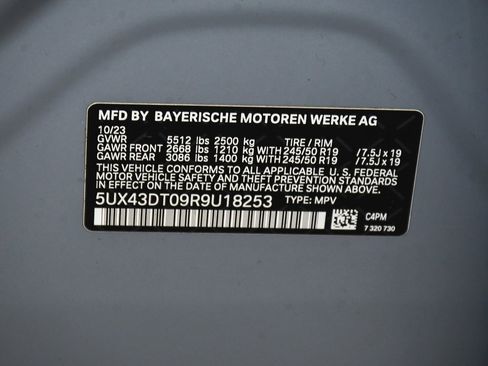 MFD BY BAYERISCHE MOTOREN WERKE AG
10/23
GVWR 5512 lbs 2500 kg TIRE / RIM
GAWR FRONT 2668 lbs 1210 kg WITH 245/50 R19 / 7.5J x 19
GAWR REAR 3086 lbs 1400 kg WITH 245/50 R19 / 7.5J x 19
THIS VEHICLE CONFORMS TO ALL APPLICABLE U. S. FEDERAL
MOTOR VEHICLE SAFETY STANDARDS IN EFFECT ON THE
DATE OF MANUFACTURE SHOWN ABOVE.
5UX43DT09R9U18253 TYPE: MPV
C4PM
7 320 730